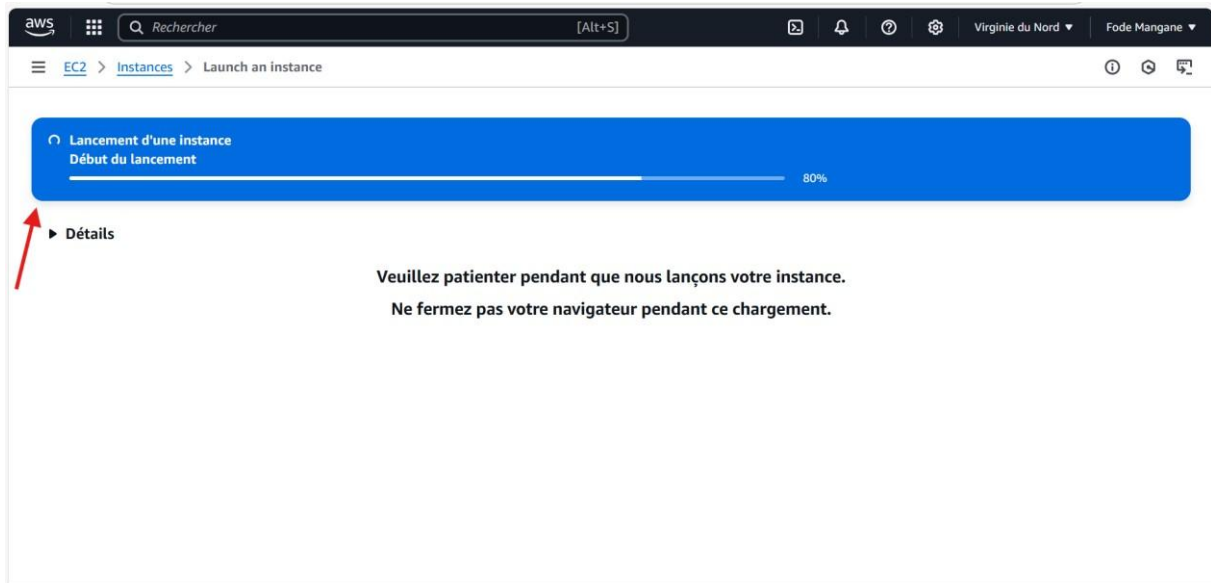 aws
Rechercher
[Alt+S]
Virginie du Nord
Fode Mangane
EC2 > Instances > Launch an instance
Lancement d'une instance
Début du lancement
80%
Détails
Veuillez patienter pendant que nous lançons votre instance.
Ne fermez pas votre navigateur pendant ce chargement.